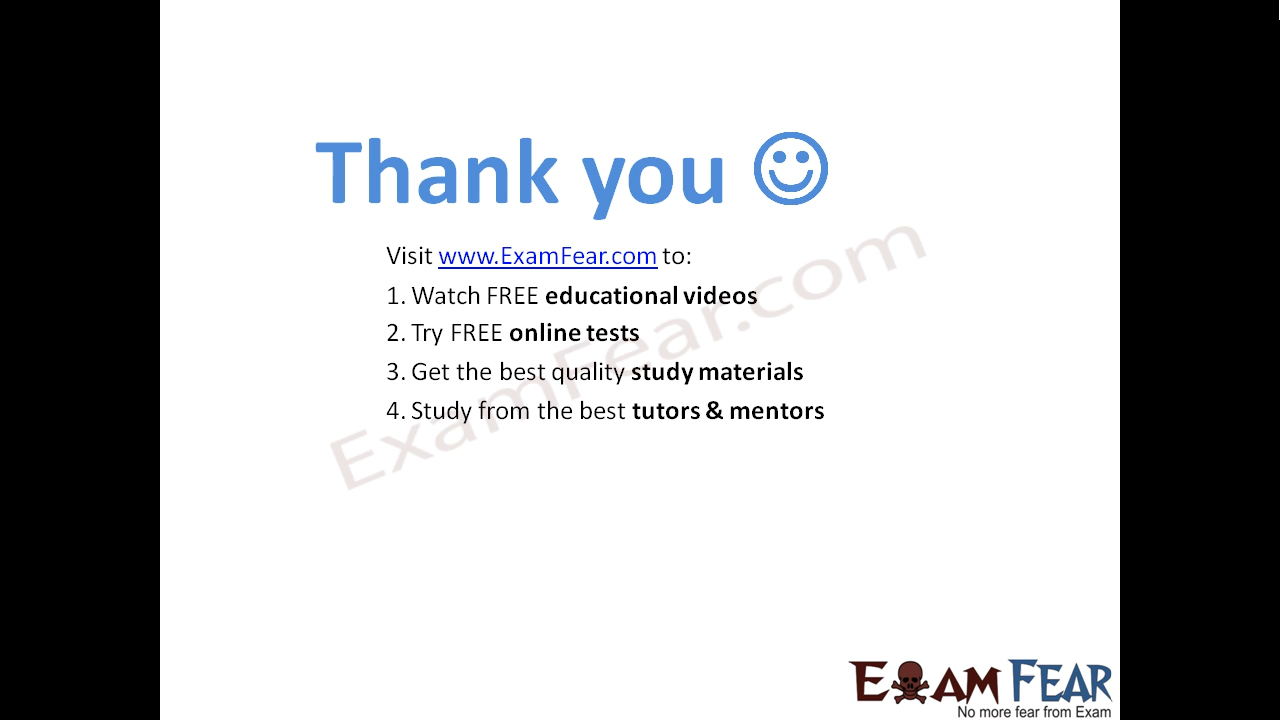 Thank you ☺
Visit www.ExamFear.com to:
1. Watch FREE educational videos
2. Try FREE online tests
3. Get the best quality study materials
4. Study from the best tutors & mentors
ExamFear.com
EXAM FEAR
No more fear from Exam